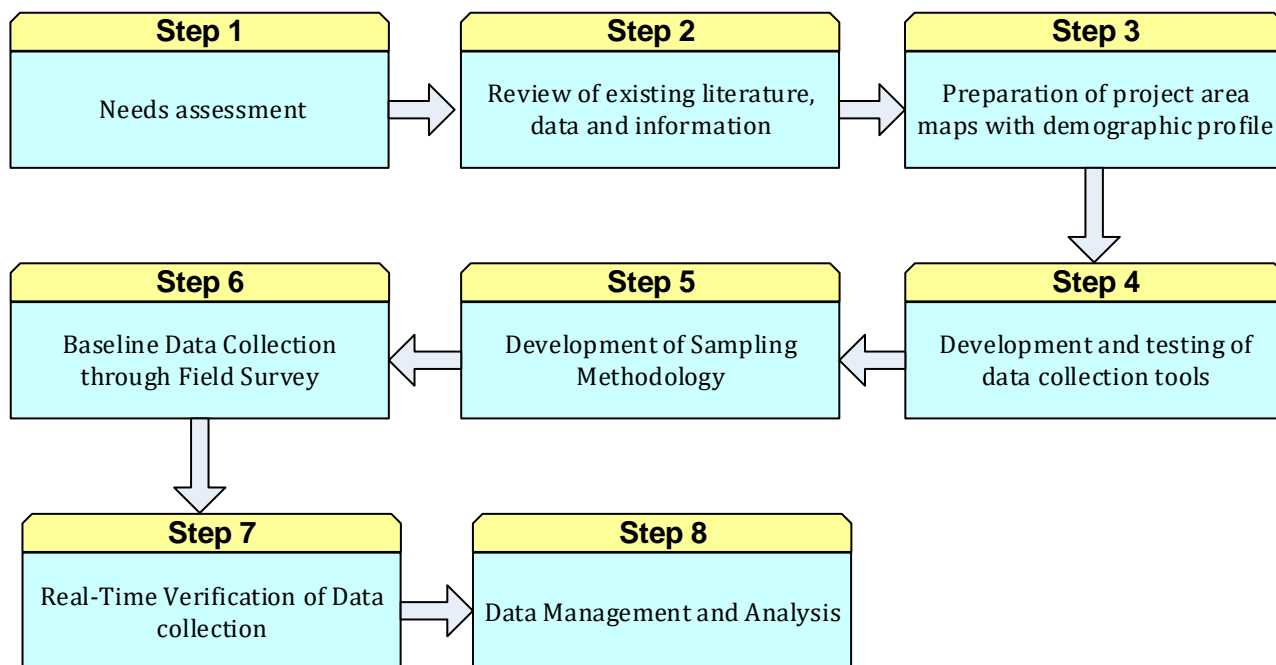 Step 1
Needs assessment
Step 2
Review of existing literature,
data and information
Step 3
Preparation of project area
maps with demographic profile
Step 4
Development and testing of
data collection tools
Step 5
Development of Sampling
Methodology
Step 6
Baseline Data Collection
through Field Survey
Step 7
Real-Time Verification of Data
collection
Step 8
Data Management and Analysis